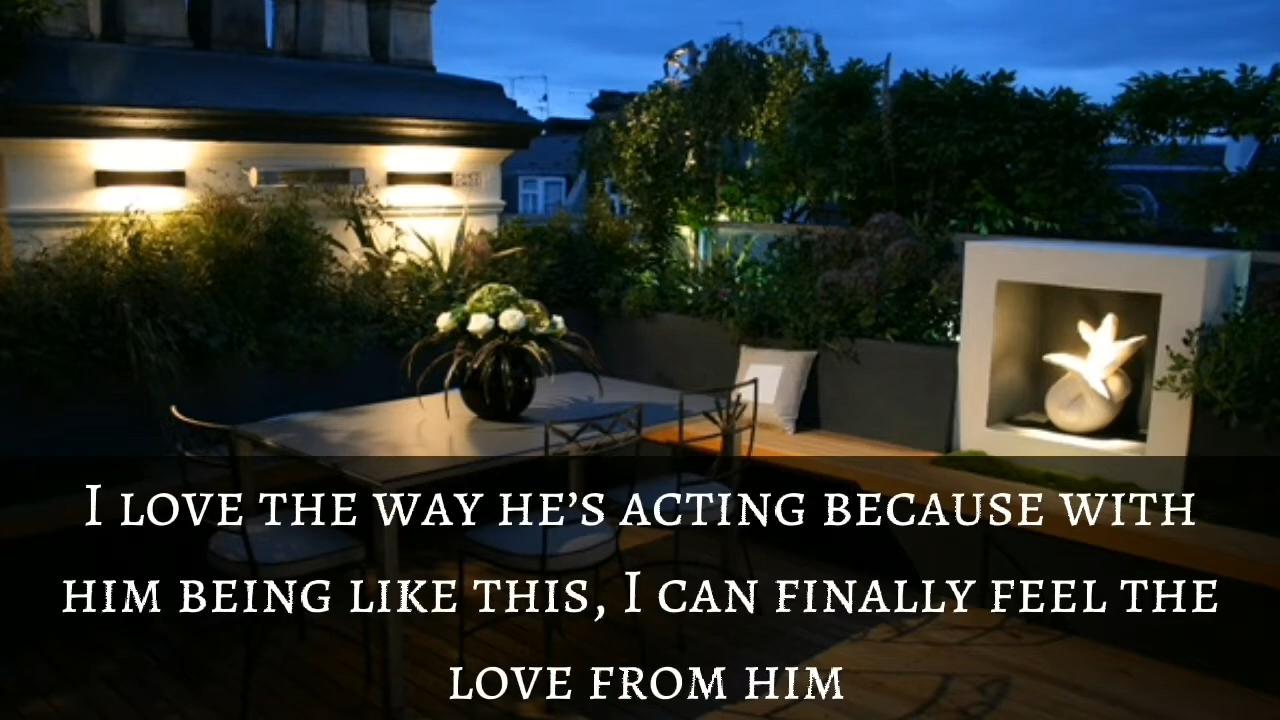 I love the way he’s acting because with
him being like this, I can finally feel the
love from him